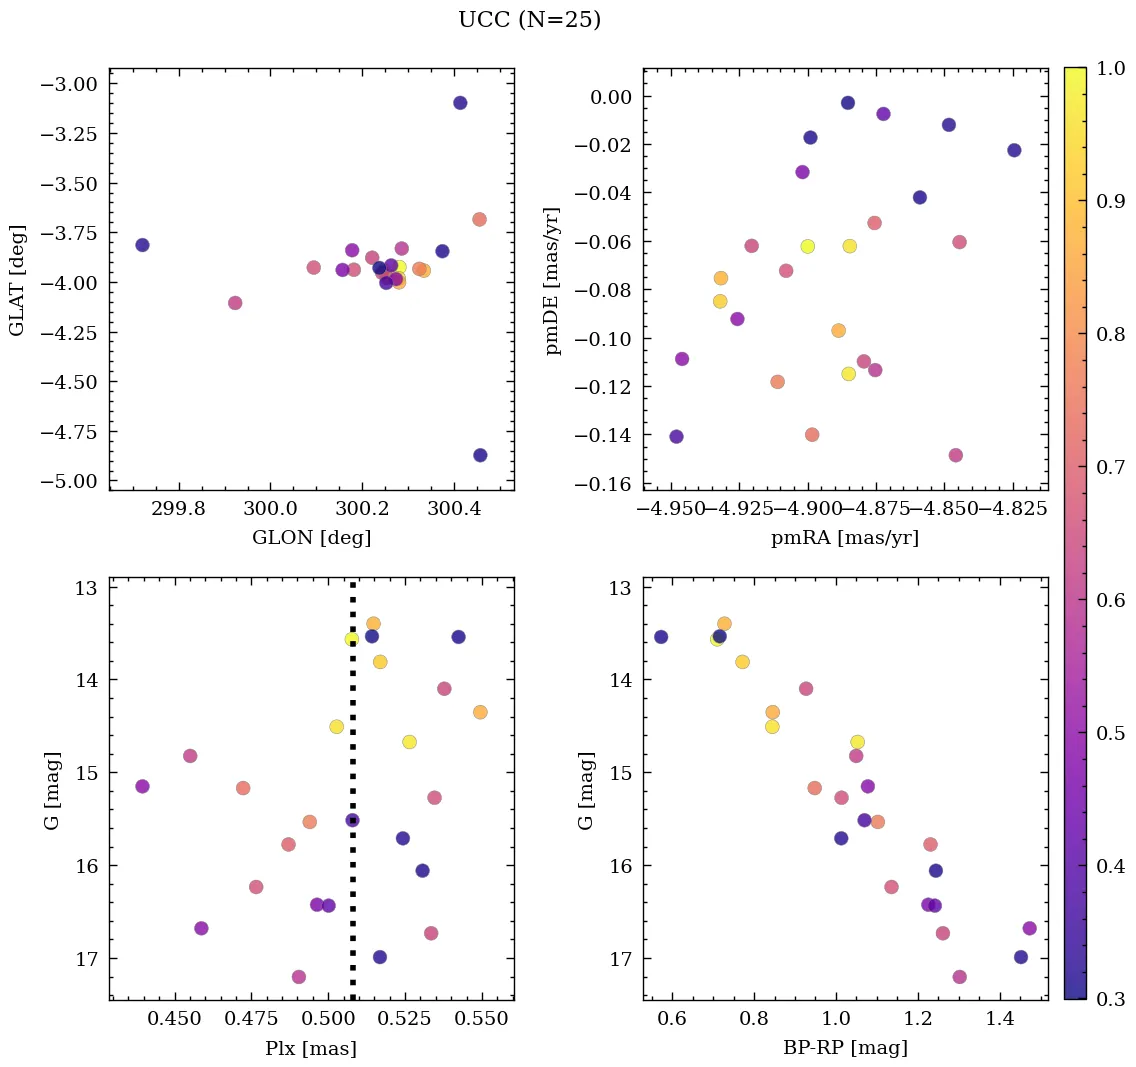 UCC (N=25)
−3.00
−3.25
−3.50
−3.75
−4.00
−4.25
−4.50
−4.75
−5.00
GLAT [deg]
299.8 300.0 300.2 300.4
GLON [deg]
0.00
−0.02
−0.04
−0.06
−0.08
−0.10
−0.12
−0.14
−0.16
pmDE [mas/yr]
−4.950 −4.925 −4.900 −4.875 −4.850 −4.825
pmRA [mas/yr]
13
14
15
16
17
G [mag]
0.450 0.475 0.500 0.525 0.550
Plx [mas]
13
14
15
16
17
G [mag]
0.6 0.8 1.0 1.2 1.4
BP-RP [mag]
1.0
0.9
0.8
0.7
0.6
0.5
0.4
0.3